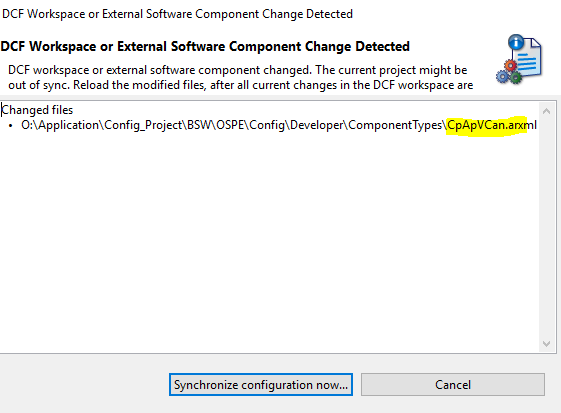 DCF Workspace or External Software Component Change Detected
DCF Workspace or External Software Component Change Detected
DCF workspace or external software component changed. The current project might be
out of sync. Reload the modified files, after all current changes in the DCF workspace are
Changed files
• O:\Application\Config_Project\BSW\OSPE\Config\Developer\ComponentTypes\CpApVCan.arxml
Synchronize configuration now...
Cancel